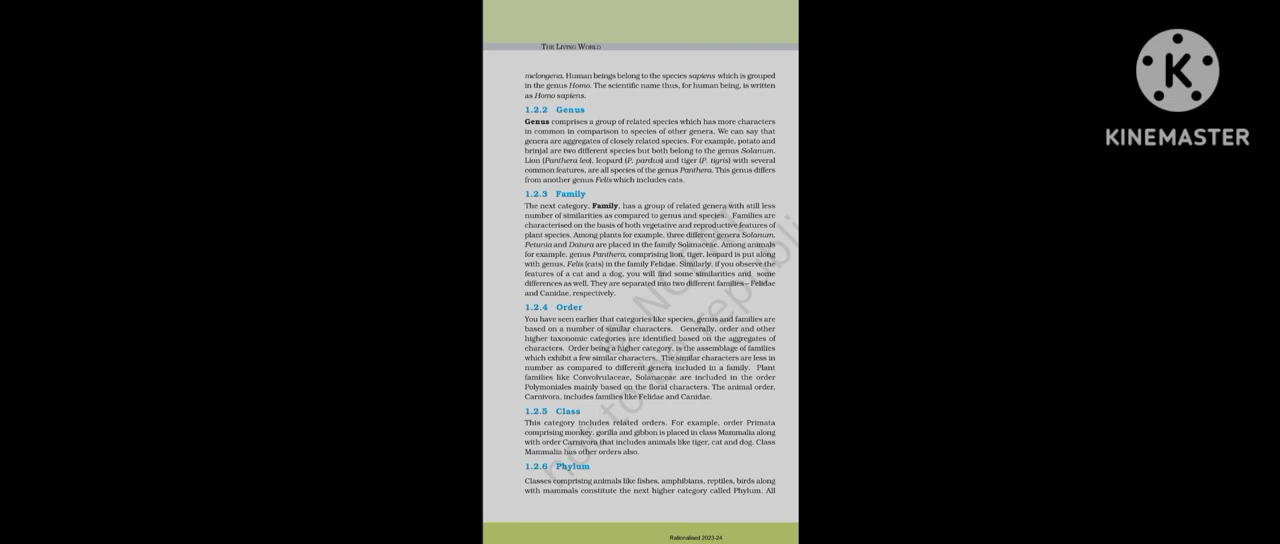 THE LIVING WORLD
melongena. Human beings belong to the species sapiens which is grouped
in the genus Homo. The scientific name thus, for human being, is written
as Homo sapiens.
1.2.2 Genus
Genus comprises a group of related species which has more characters
in common in comparison to species of other genera. We can say that
genera are aggregates of closely related species. For example, potato and
brinjal are two different species but both belong to the genus Solanum.
Lion (Panthera leo), leopard (P. pardus) and tiger (P. tigris) with several
common features, are all species of the genus Panthera. This genus differs
from another genus Felis which includes cats.
1.2.3 Family
The next category, Family, has a group of related genera with still less
number of similarities as compared to genus and species. Families are
characterised on the basis of both vegetative and reproductive features of
plant species. Among plants for example, three different genera Solanum,
Petunia and Datura are placed in the family Solanaceae. Among animals
for example, genus Panthera, comprising lion, tiger, leopard is put along
with genus, Felis (cats) in the family Felidae. Similarly, if you observe the
features of a cat and a dog, you will find some similarities and some
differences as well. They are separated into two different families – Felidae
and Canidae, respectively.
1.2.4 Order
You have seen earlier that categories like species, genus and families are
based on a number of similar characters. Generally, order and other
higher taxonomic categories are identified based on the aggregates of
characters. Order being a higher category, is the assemblage of families
which exhibit a few similar characters. The similar characters are less in
number as compared to different genera included in a family. Plant
families like Convolvulaceae, Solanaceae are included in the order
Polymoniales mainly based on the floral characters. The animal order,
Carnivora, includes families like Felidae and Canidae.
1.2.5 Class
This category includes related orders. For example, order Primata
comprising monkey, gorilla and gibbon is placed in class Mammalia along
with order Carnivora that includes animals like tiger, cat and dog. Class
Mammalia has other orders also.
1.2.6 Phylum
Classes comprising animals like fishes, amphibians, reptiles, birds along
with mammals constitute the next higher category called Phylum. All
Rationalised 2023-24
K
KINEMASTER
not to be republi